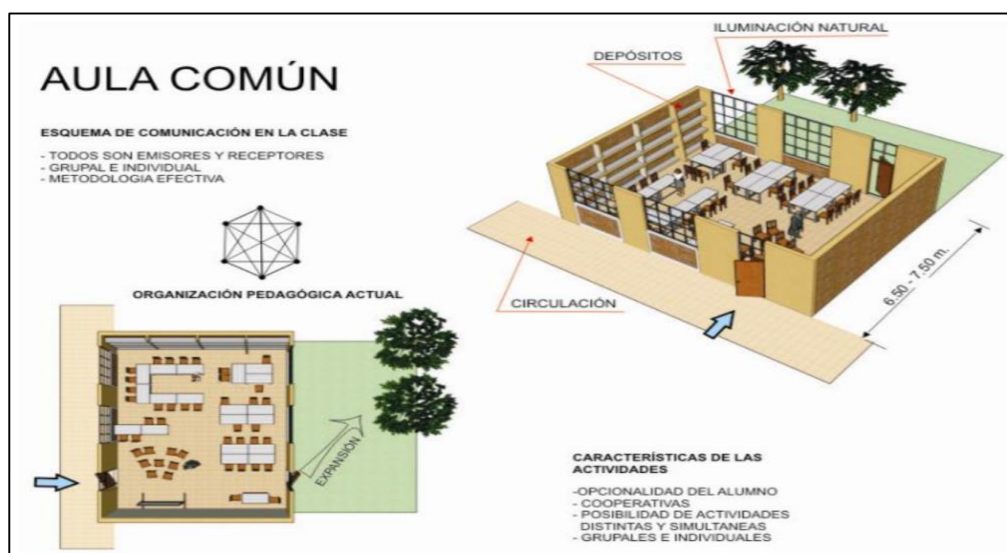 AULA COMÚN
ESQUEMA DE COMUNICACIÓN EN LA CLASE
- TODOS SON EMISORES Y RECEPTORES
- GRUPAL E INDIVIDUAL
- METODOLOGIA EFECTIVA
ORGANIZACIÓN PEDAGÓGICA ACTUAL
EXPANSIÓN
ILUMINACIÓN NATURAL
DEPÓSITOS
CIRCULACIÓN
6.50 - 7.50 m.
CARACTERÍSTICAS DE LAS
ACTIVIDADES
-OPCIONALIDAD DEL ALUMNO
- COOPERATIVAS
- POSIBILIDAD DE ACTIVIDADES
DISTINTAS Y SIMULTANEAS
- GRUPALES E INDIVIDUALES